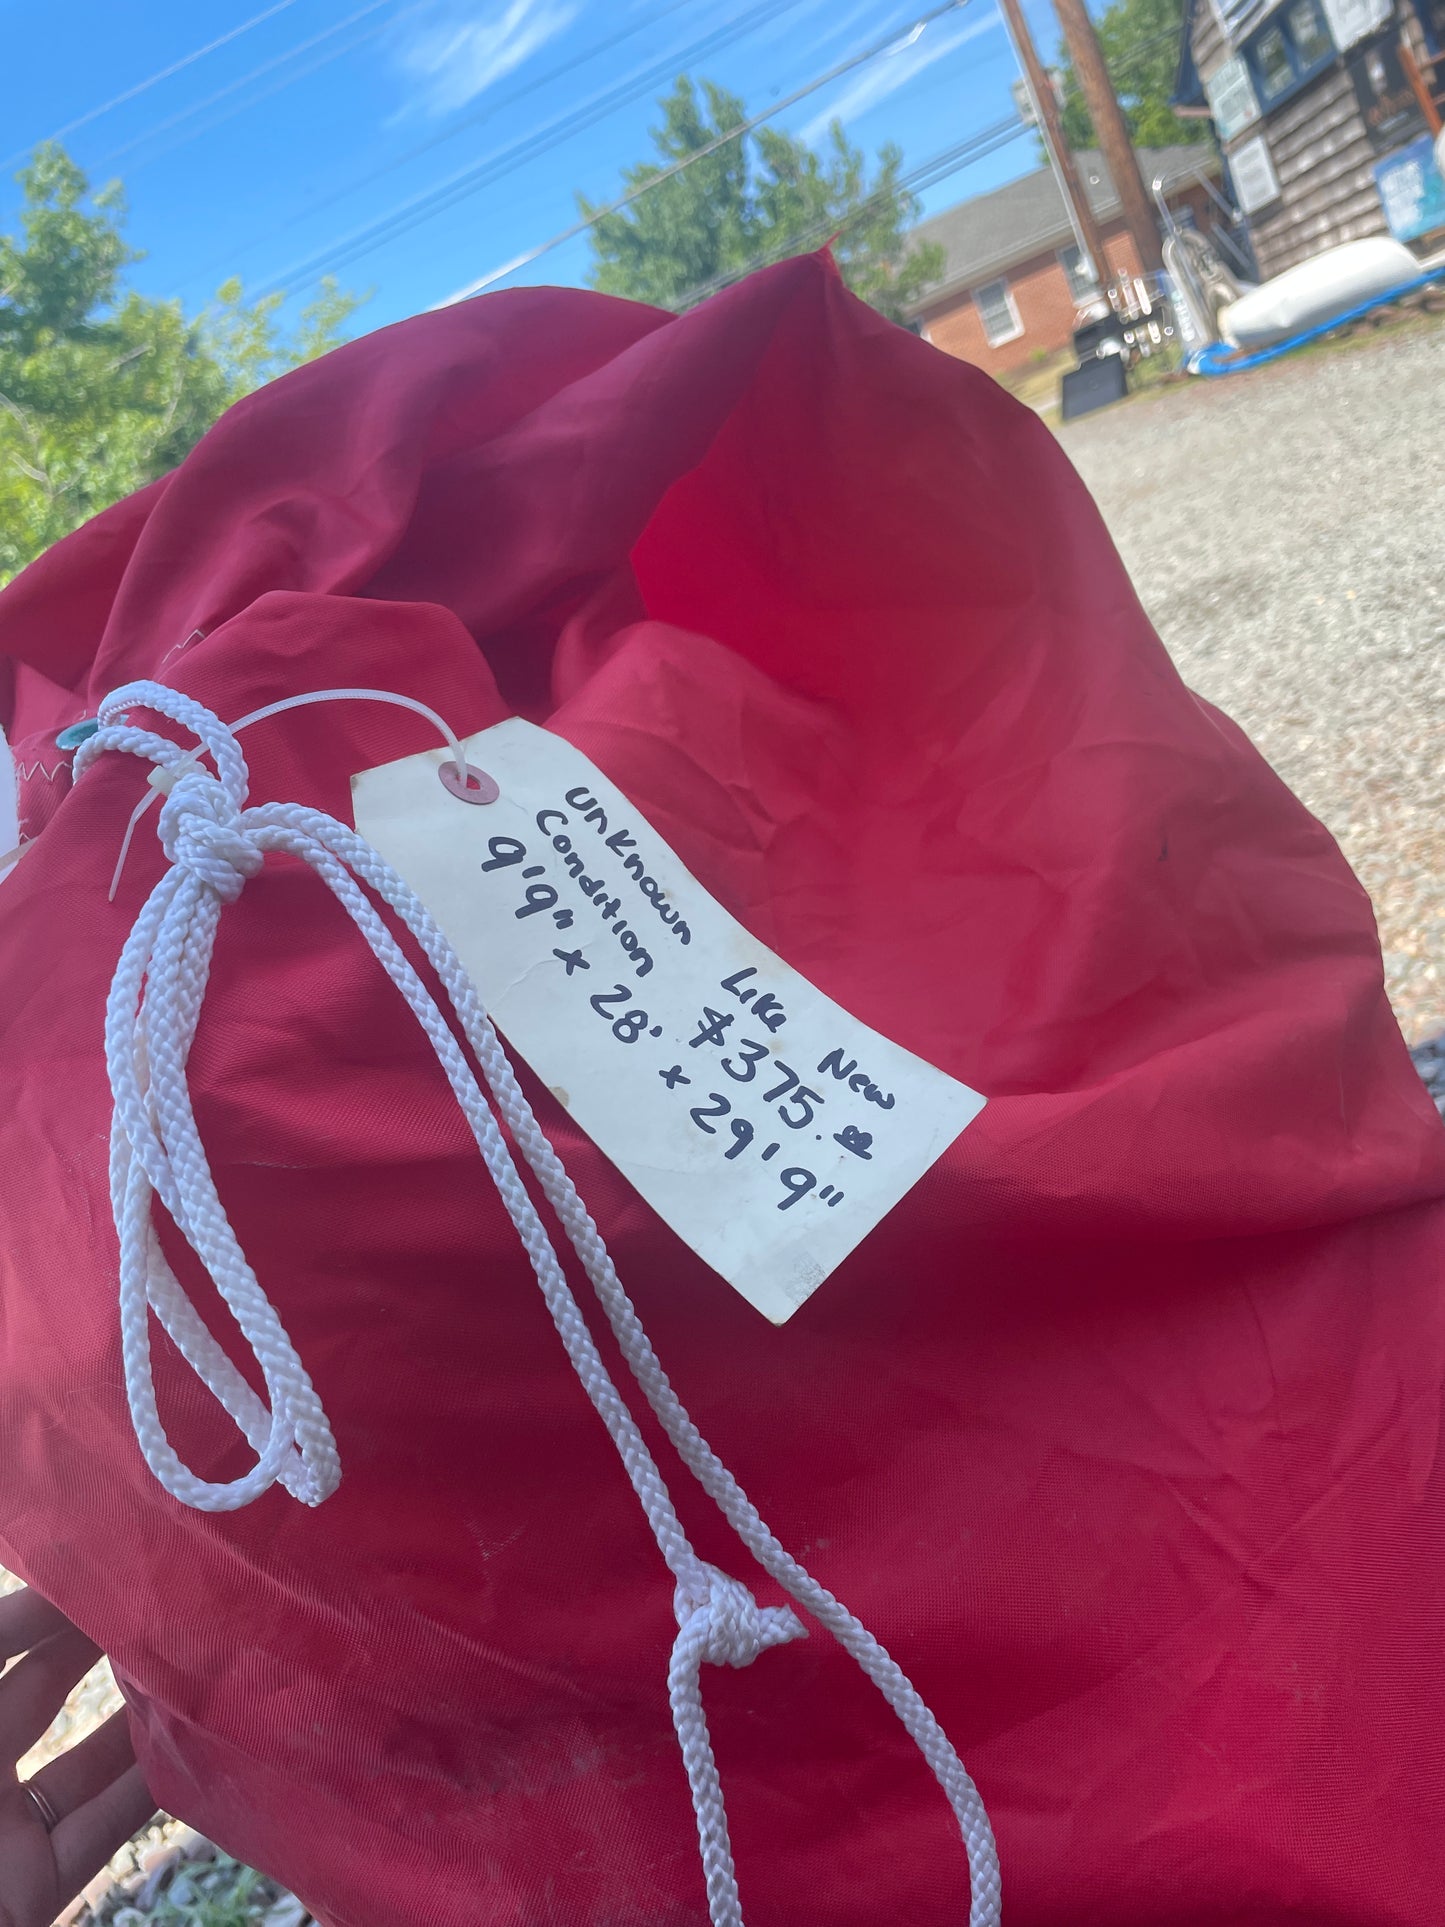 Unknown Like New
Condition $375.00
9'9" x 28' x 29'9"